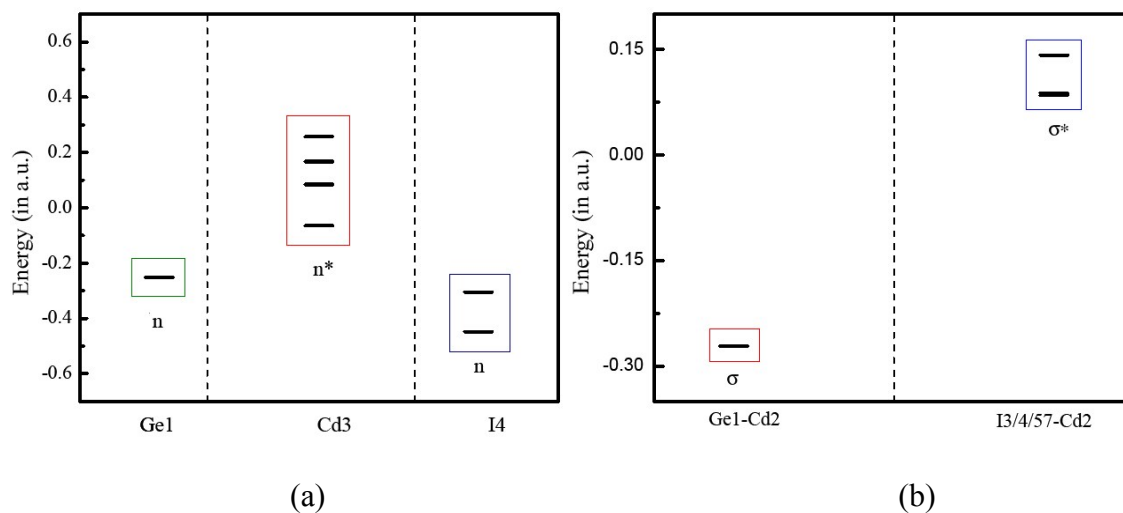 0.6
0.4
0.2
0.0
-0.2
-0.4
-0.6
Energy (in a.u.)
n
n*
n
Ge1
Cd3
I4
(a)
0.15
0.00
-0.15
-0.30
Energy (in a.u.)
σ*
σ
Ge1-Cd2
I3/4/57-Cd2
(b)